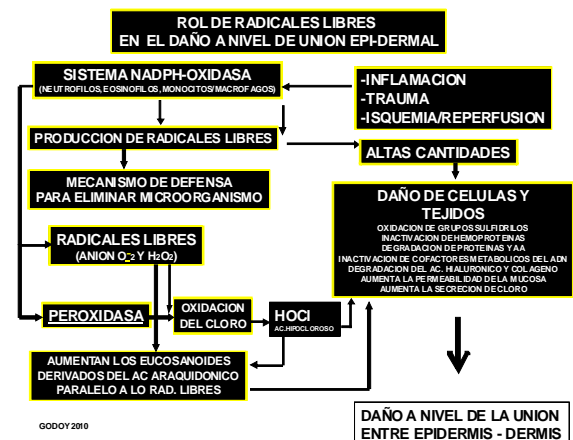 ROL DE RADICALES LIBRES
EN EL DAÑO A NIVEL DE UNION EPI-DERMAL
SISTEMA NADPH-OXIDASA
(NEUTROFILOS, EOSINOFILOS, MONOCITOS/MACROFAGOS)
-INFLAMACION
-TRAUMA
-ISQUEMIA/REPERFUSION
PRODUCCION DE RADICALES LIBRES
ALTAS CANTIDADES
MECANISMO DE DEFENSA
PARA ELIMINAR MICROORGANISMO
DAÑO DE CELULAS Y
TEJIDOS
OXIDACION DE GRUPOS SULFIDRILOS
INACTIVACION DE HEMOPROTEINAS
DEGRADACION DE PROTEINAS Y AA
INACTIVACION DE COFACTORES METABOLICOS DEL ADN
DEGRADACION DEL AC. HIALURONICO Y COLAGENO
AUMENTA LA PERMEABILIDAD DE LA MUCOSA
AUMENTA LA SECRECION DE CLORO
RADICALES LIBRES
(ANION O-2 Y H2O2)
PEROXIDASA
OXIDACION
DEL CLORO
HOCI
AC.HIPOCLOROSO
AUMENTAN LOS EUCOSANOIDES
DERIVADOS DEL AC ARAQUIDONICO
PARALELO A LO RAD. LIBRES
GODOY 2010
DAÑO A NIVEL DE LA UNION
ENTRE EPIDERMIS - DERMIS